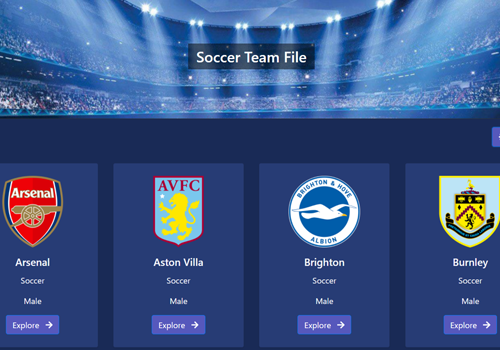 Soccer Team File
Arsenal
AVFC
BRIGHTON & HOVE
ALBION
Arsenal
Aston Villa
Brighton
Burnley
Soccer
Soccer
Soccer
Soccer
Male
Male
Male
Male
Explore
Explore
Explore
Explore